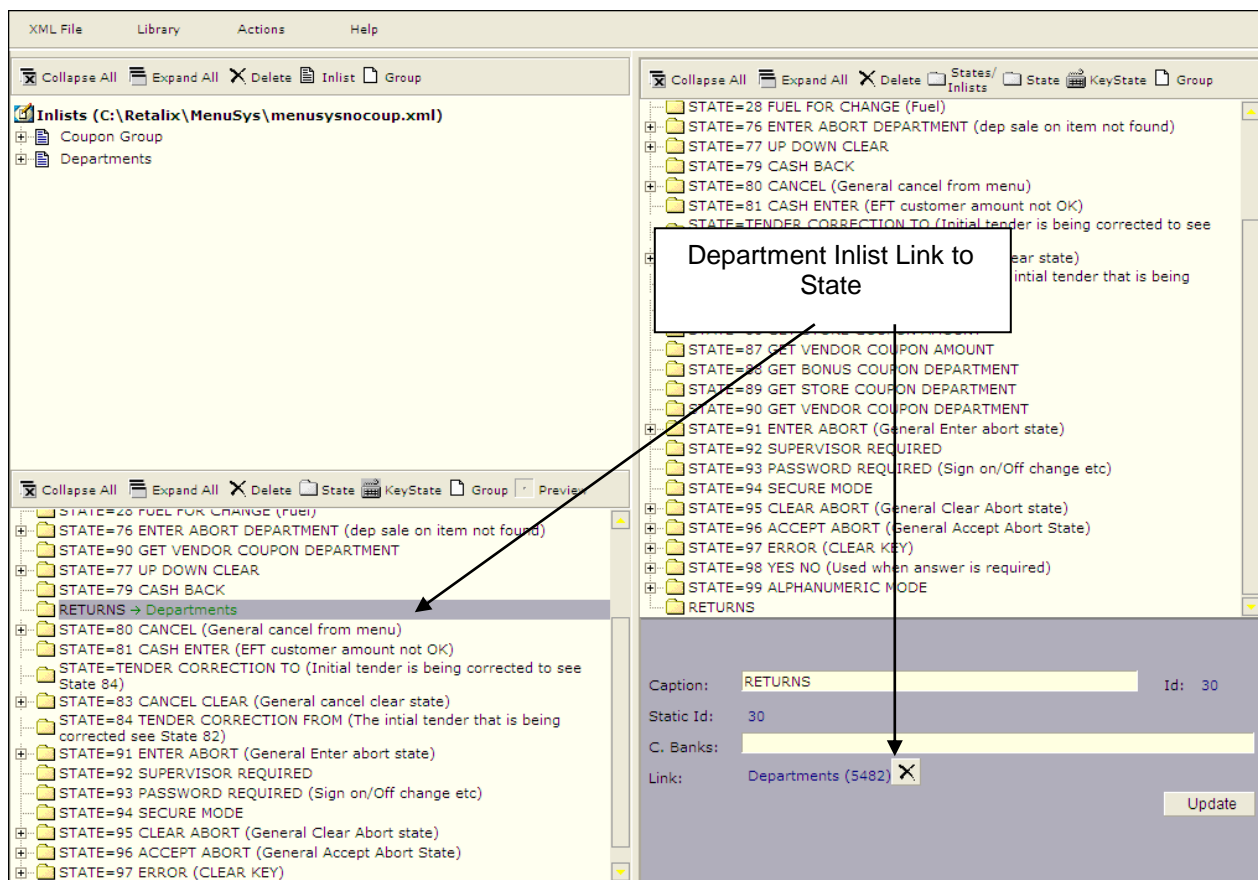 XML File Library Actions Help
Collapse All Expand All Delete Inlist Group
Inlists (C:\Retalix\MenuSys\menusysnocoup.xml)
Coupon Group
Departments
Collapse All Expand All Delete State KeyState Group Preview
STATE=28 FUEL FOR CHANGE (Fuel)
STATE=76 ENTER ABORT DEPARTMENT (dep sale on item not found)
STATE=90 GET VENDOR COUPON DEPARTMENT
STATE=77 UP DOWN CLEAR
STATE=79 CASH BACK
RETURNS → Departments
STATE=80 CANCEL (General cancel from menu)
STATE=81 CASH ENTER (EFT customer amount not OK)
STATE=TENDER CORRECTION TO (Initial tender is being corrected to see
State 84)
STATE=83 CANCEL CLEAR (General cancel clear state)
STATE=84 TENDER CORRECTION FROM (The intial tender that is being
corrected see State 82)
STATE=91 ENTER ABORT (General Enter abort state)
STATE=92 SUPERVISOR REQUIRED
STATE=93 PASSWORD REQUIRED (Sign on/Off change etc)
STATE=94 SECURE MODE
STATE=95 CLEAR ABORT (General Clear Abort state)
STATE=96 ACCEPT ABORT (General Accept Abort State)
STATE=97 ERROR (CLEAR KEY)
Collapse All Expand All Delete States/ Inlists State KeyState Group
STATE=28 FUEL FOR CHANGE (Fuel)
STATE=76 ENTER ABORT DEPARTMENT (dep sale on item not found)
STATE=77 UP DOWN CLEAR
STATE=79 CASH BACK
STATE=80 CANCEL (General cancel from menu)
STATE=81 CASH ENTER (EFT customer amount not OK)
STATE=TENDER CORRECTION TO (Initial tender is being corrected to see
Department Inlist Link to
State
ear state)
intial tender that is being
STATE=87 GET VENDOR COUPON AMOUNT
STATE=88 GET BONUS COUPON DEPARTMENT
STATE=89 GET STORE COUPON DEPARTMENT
STATE=90 GET VENDOR COUPON DEPARTMENT
STATE=91 ENTER ABORT (General Enter abort state)
STATE=92 SUPERVISOR REQUIRED
STATE=93 PASSWORD REQUIRED (Sign on/Off change etc)
STATE=94 SECURE MODE
STATE=95 CLEAR ABORT (General Clear Abort state)
STATE=96 ACCEPT ABORT (General Accept Abort State)
STATE=97 ERROR (CLEAR KEY)
STATE=98 YES NO (Used when answer is required)
STATE=99 ALPHANUMERIC MODE
RETURNS
Caption: RETURNS Id: 30
Static Id: 30
C. Banks:
Link: Departments (5482)
Update